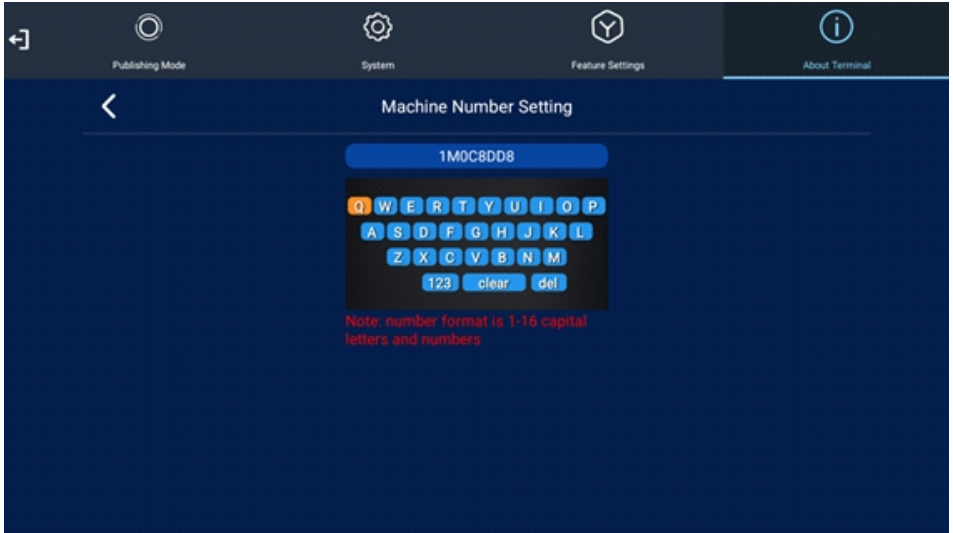 Publishing Mode
System
Feature Settings
About Terminal
Machine Number Setting
1M0C8DD8
Q W E R T Y U I O P
A S D F G H J K L
Z X C V B N M
123 clear del
Note: number format is 1-16 capital
letters and numbers